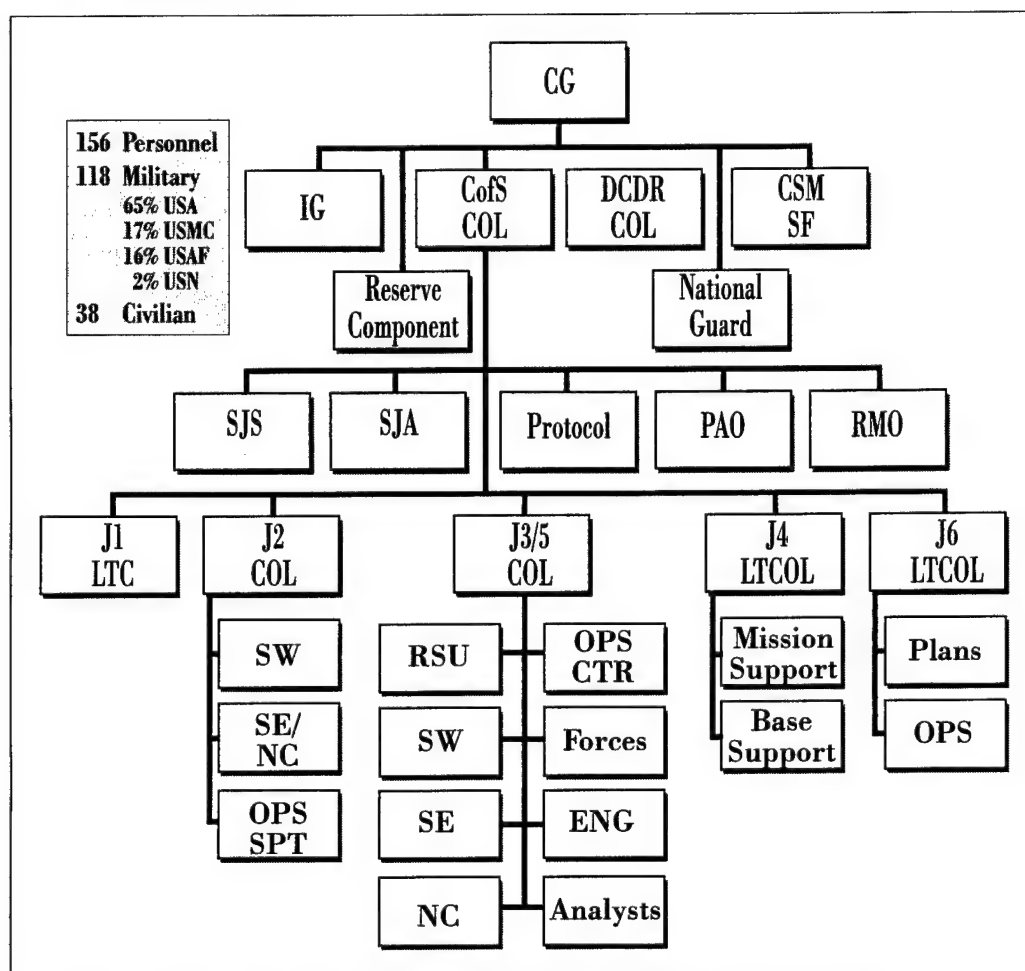 CG
156 Personnel
118 Military
65% USA
17% USMC
16% USAF
2% USN
38 Civilian
IG
CofS
COL
DCDR
COL
CSM
SF
Reserve
Component
National
Guard
SJS
SJA
Protocol
PAO
RMO
J1
LTC
J2
COL
J3/5
COL
J4
LTCOL
J6
LTCOL
SW
SE/
NC
OPS
SPT
RSU
OPS
CTR
SW
Forces
SE
ENG
NC
Analysts
Mission
Support
Base
Support
Plans
OPS